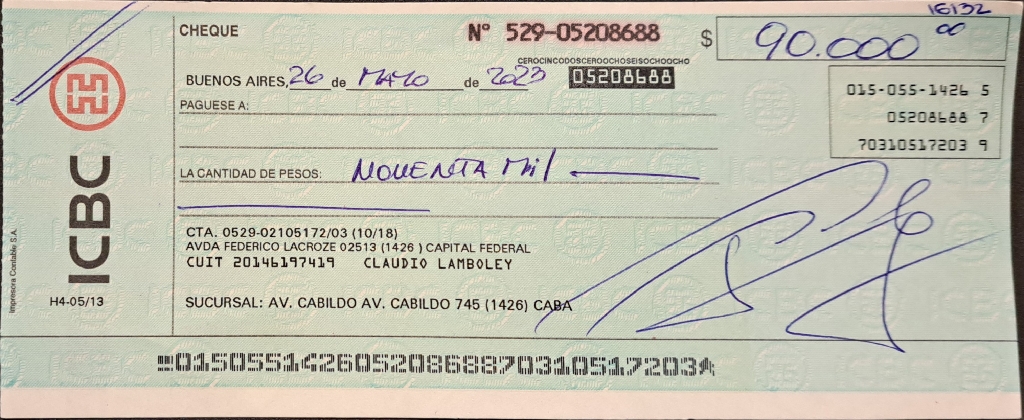 16132
CHEQUE Nº 529-05208688 $ 90.000 00
CEROCINCODOSCEROOCHOSEISOCHOOCHO
BUENOS AIRES, 26 de MAYO de 2023 05208688
015-055-1426 5
PAGUESE A:
05208688 7
70310517203 9
LA CANTIDAD DE PESOS: NOVENTA Mil
ICBC
CTA. 0529-02105172/03 (10/18)
AVDA FEDERICO LACROZE 02513 (1426 ) CAPITAL FEDERAL
CUIT 20146197419 CLAUDIO LAMBOLEY
Impresora Contable S.A.
H4-05/13
SUCURSAL: AV. CABILDO AV. CABILDO 745 (1426) CABA
01505514260520868870310517203